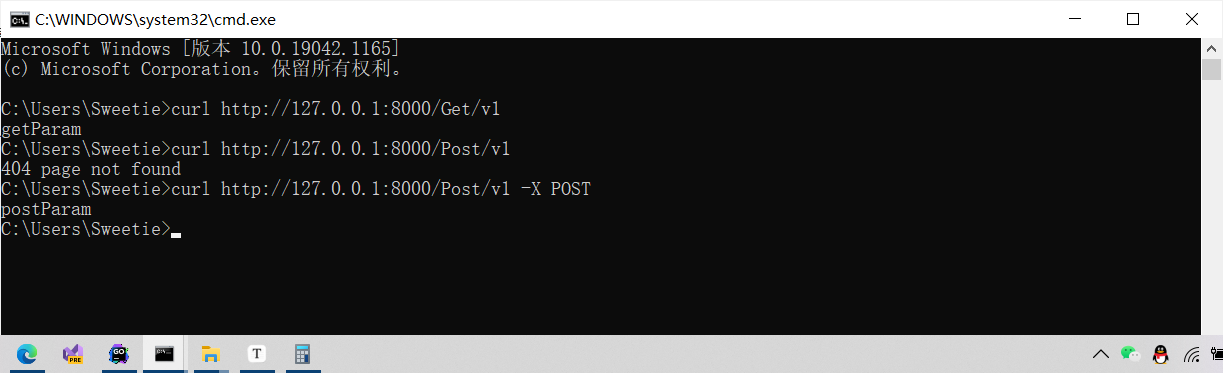 C:\WINDOWS\system32\cmd.exe
Microsoft Windows [版本 10.0.19042.1165]
(c) Microsoft Corporation。保留所有权利。
C:\Users\Sweetie>curl http://127.0.0.1:8000/Get/v1
getParam
C:\Users\Sweetie>curl http://127.0.0.1:8000/Post/v1
404 page not found
C:\Users\Sweetie>curl http://127.0.0.1:8000/Post/v1 -X POST
postParam
C:\Users\Sweetie>
PRE
GO
T